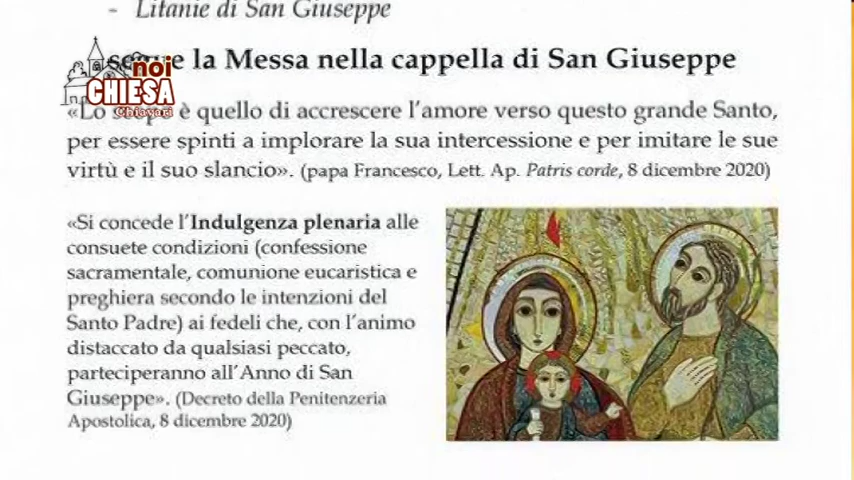 - Litanie di San Giuseppe
segue la Messa nella cappella di San Giuseppe
noi
CHIESA
Chiavari
«Lo scopo è quello di accrescere l'amore verso questo grande Santo,
per essere spinti a implorare la sua intercessione e per imitare le sue
virtù e il suo slancio». (papa Francesco, Lett. Ap. Patris corde, 8 dicembre 2020)
«Si concede l'Indulgenza plenaria alle
consuete condizioni (confessione
sacramentale, comunione eucaristica e
preghiera secondo le intenzioni del
Santo Padre) ai fedeli che, con l'animo
distaccato da qualsiasi peccato,
parteciperanno all'Anno di San
Giuseppe». (Decreto della Penitenzeria
Apostolica, 8 dicembre 2020)